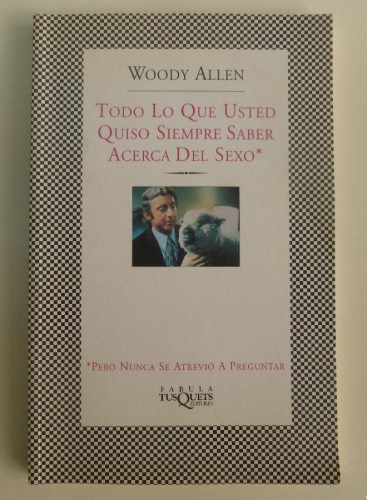 WOODY ALLEN
TODO LO QUE USTED
QUISO SIEMPRE SABER
ACERCA DEL SEXO*
*PERO NUNCA SE ATREVIO A PREGUNTAR
FABULA
TUSQUETS
EDITORES